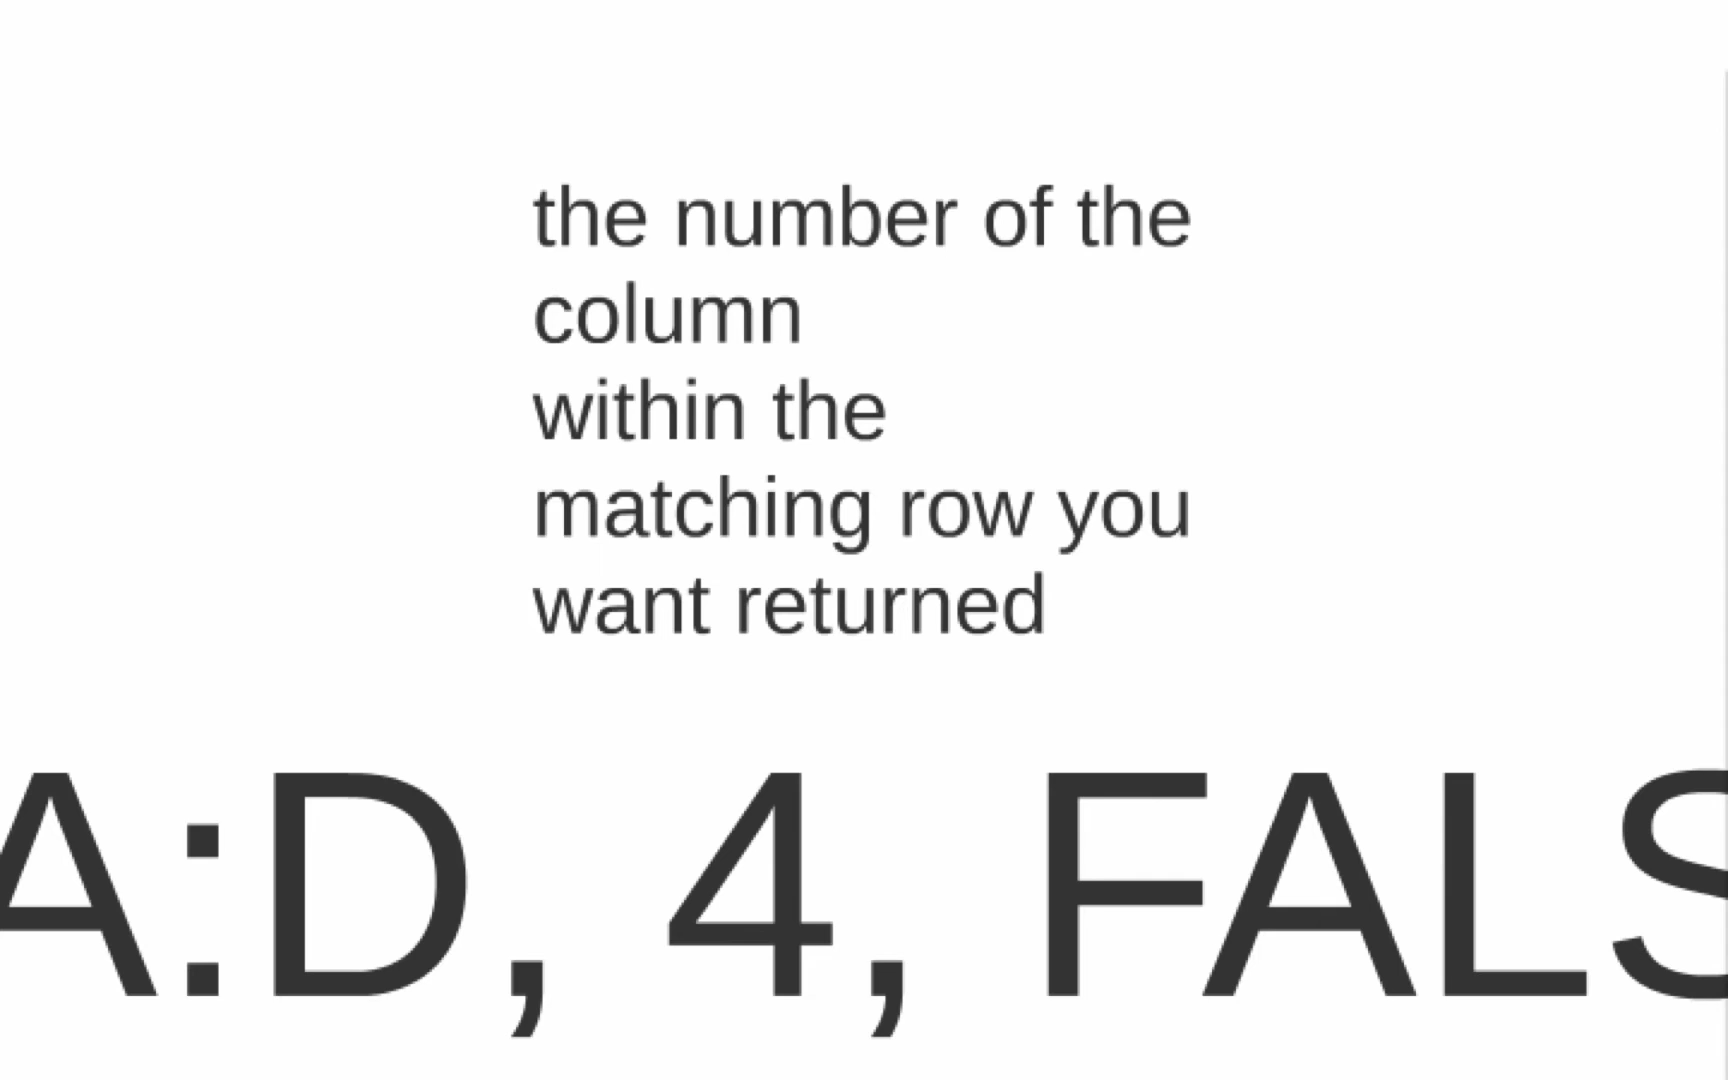 the number of the
column
within the
matching row you
want returned
A:D, 4, FALS